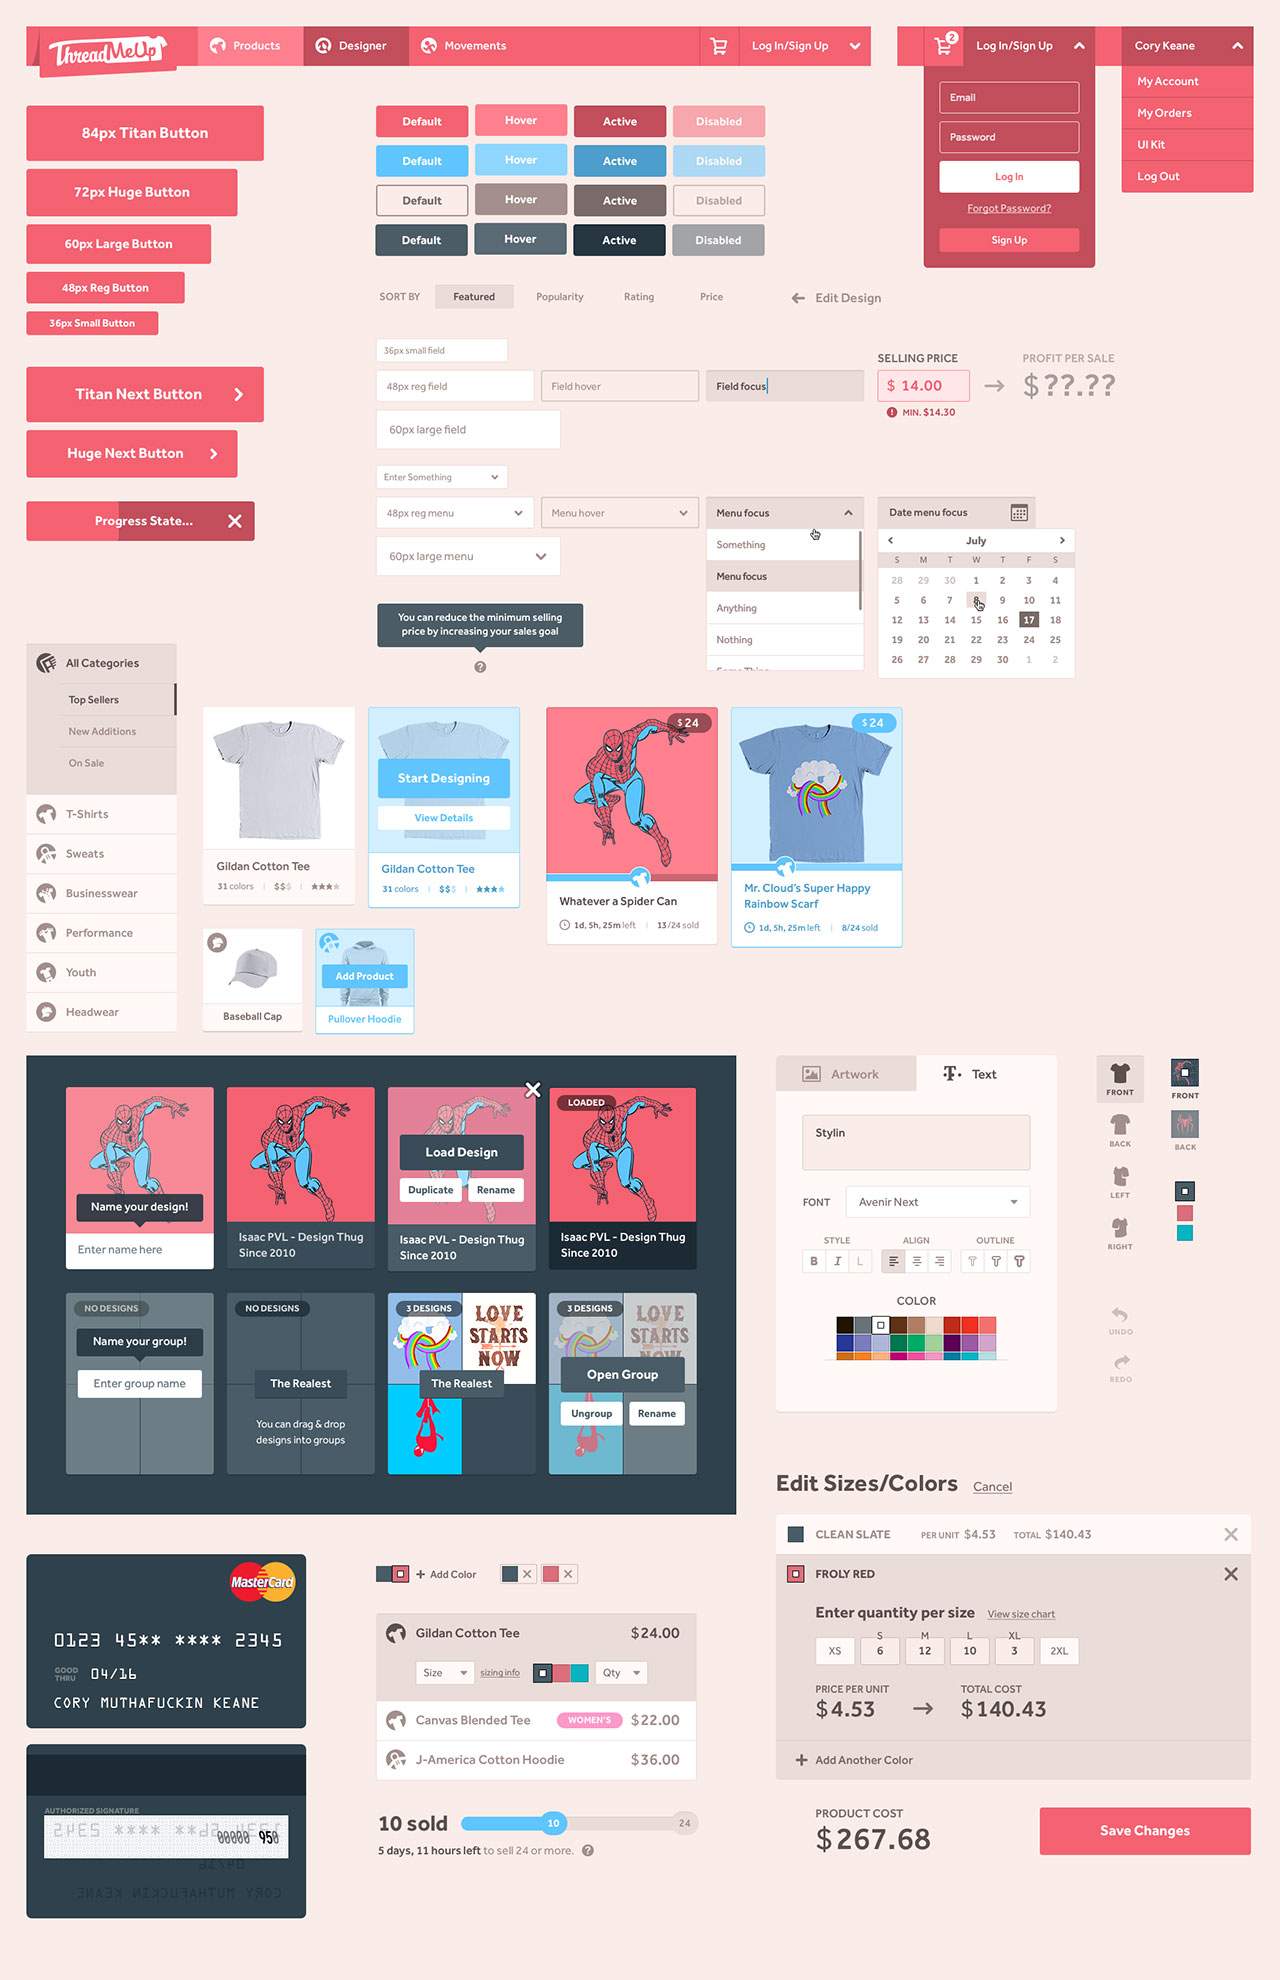 ThreadMeUp
Products
Designer
Movements
Log In/Sign Up
2
Log In/Sign Up
Email
Password
Log In
Forgot Password?
Sign Up
Cory Keane
My Account
My Orders
UI Kit
Log Out
84px Titan Button
72px Huge Button
60px Large Button
48px Reg Button
36px Small Button
Titan Next Button
Huge Next Button
Progress State...
Default Hover Active Disabled
Default Hover Active Disabled
Default Hover Active Disabled
Default Hover Active Disabled
SORT BY Featured Popularity Rating Price
Edit Design
36px small field
48px reg field
Field hover
Field focus
60px large field
SELLING PRICE
$ 14.00
MIN. $14.30
PROFIT PER SALE
$??.??
Enter Something
48px reg menu
Menu hover
60px large menu
Menu focus
Something
Menu focus
Anything
Nothing
Some Thing
Date menu focus
July
S M T W T F S
28 29 30 1 2 3 4
5 6 7 8 9 10 11
12 13 14 15 16 17 18
19 20 21 22 23 24 25
26 27 28 29 30 1 2
You can reduce the minimum selling
price by increasing your sales goal
?
All Categories
Top Sellers
New Additions
On Sale
T-Shirts
Sweats
Businesswear
Performance
Youth
Headwear
Gildan Cotton Tee
31 colors $$$
Start Designing
View Details
Gildan Cotton Tee
31 colors $$$
$24
Whatever a Spider Can
1d, 5h, 25m left 13/24 sold
$24
Mr. Cloud's Super Happy
Rainbow Scarf
1d, 5h, 25m left 8/24 sold
Baseball Cap
Add Product
Pullover Hoodie
Name your design!
Enter name here
Isaac PVL - Design Thug
Since 2010
Load Design
Duplicate Rename
Isaac PVL - Design Thug
Since 2010
LOADED
Isaac PVL - Design Thug
Since 2010
NO DESIGNS
Name your group!
Enter group name
NO DESIGNS
The Realest
You can drag & drop
designs into groups
3 DESIGNS
LOVE
STARTS
NOW
The Realest
3 DESIGNS
LOVE
STARTS
NOW
Open Group
Ungroup Rename
Artwork
Text
Stylin
FONT Avenir Next
STYLE ALIGN OUTLINE
B I L T T T
COLOR
FRONT
BACK
LEFT
RIGHT
UNDO
REDO
FRONT
BACK
Edit Sizes/Colors Cancel
CLEAN SLATE PER UNIT $4.53 TOTAL $140.43
FROLY RED
Enter quantity per size View size chart
S M L XL
XS 6 12 10 3 2XL
PRICE PER UNIT TOTAL COST
$4.53 $140.43
Add Another Color
PRODUCT COST
$267.68
Save Changes
MasterCard
0123 45** **** 2345
GOOD
THRU 04/16
CORY MUTHAFUCKIN KEANE
AUTHORIZED SIGNATURE
0123 45** **** 2345
00000 950
04/16
CORY MUTHAFUCKIN KEANE
Add Color
Gildan Cotton Tee $24.00
Size sizing info Qty
Canvas Blended Tee WOMEN'S $22.00
J-America Cotton Hoodie $36.00
10 sold 10 24
5 days, 11 hours left to sell 24 or more. ?